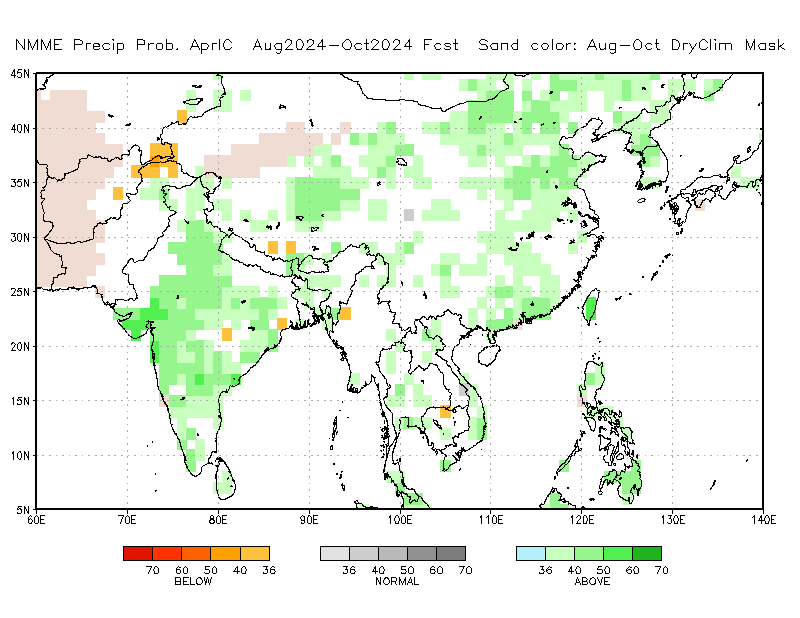 NMME Precip Prob. AprIC  Aug2024-Oct2024 Fcst  Sand color: Aug-Oct DryClim Mask
45N
40N
35N
30N
25N
20N
15N
10N
5N
60E 70E 80E 90E 100E 110E 120E 130E 140E
70 60 50 40 36 36 40 50 60 70 36 40 50 60 70
BELOW NORMAL ABOVE